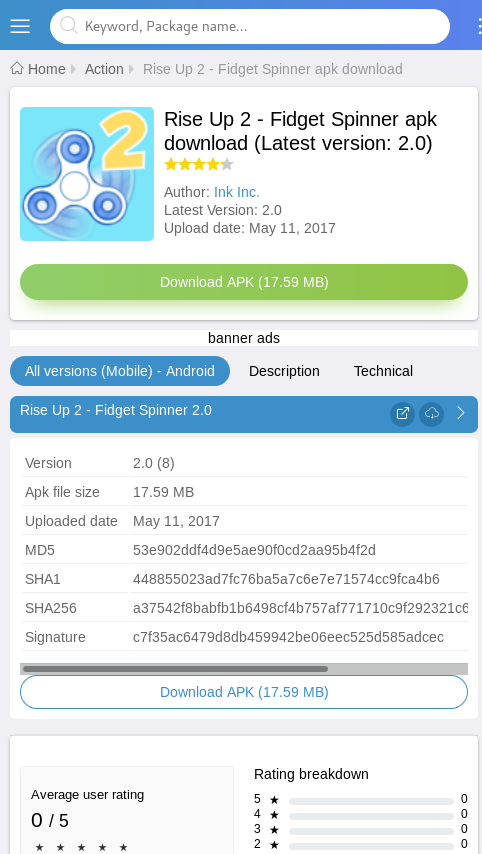 Keyword, Package name...
Home Action Rise Up 2 - Fidget Spinner apk download
2
Rise Up 2 - Fidget Spinner apk
download (Latest version: 2.0)
Author: Ink Inc.
Latest Version: 2.0
Upload date: May 11, 2017
Download APK (17.59 MB)
banner ads
All versions (Mobile) - Android Description Technical
Rise Up 2 - Fidget Spinner 2.0
Version 2.0 (8)
Apk file size 17.59 MB
Uploaded date May 11, 2017
MD5 53e902ddf4d9e5ae90f0cd2aa95b4f2d
SHA1 448855023ad7fc76ba5a7c6e7e71574cc9fca4b6
SHA256 a37542f8babfb1b6498cf4b757af771710c9f292321c6
Signature c7f35ac6479d8db459942be06eec525d585adcec
Download APK (17.59 MB)
Average user rating
0 / 5
Rating breakdown
5 ★ 0
4 ★ 0
3 ★ 0
2 ★ 0